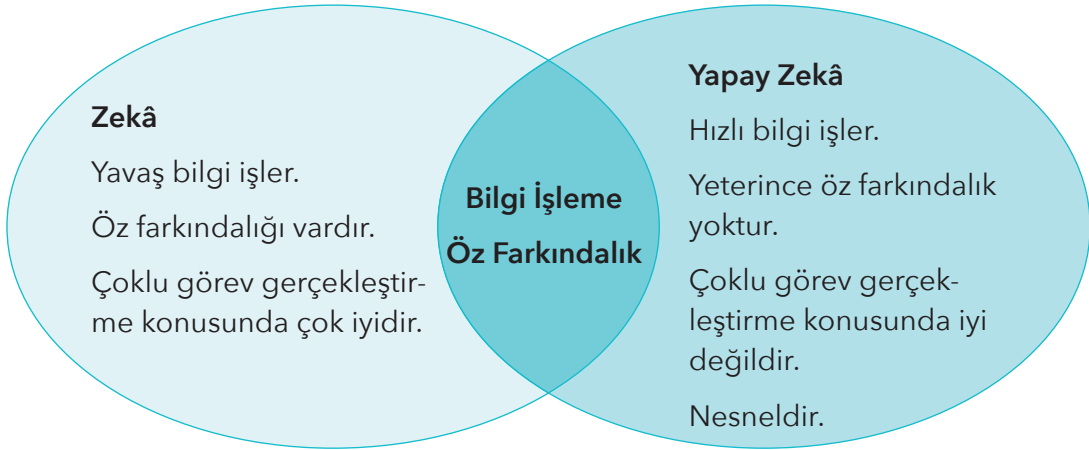 Zekâ
Yavaş bilgi işler.
Öz farkındalığı vardır.
Çoklu görev gerçekleştir-
me konusunda çok iyidir.
Bilgi İşleme
Öz Farkındalık
Yapay Zekâ
Hızlı bilgi işler.
Yeterince öz farkındalık
yoktur.
Çoklu görev gerçek-
leştirme konusunda iyi
değildir.
Nesneldir.